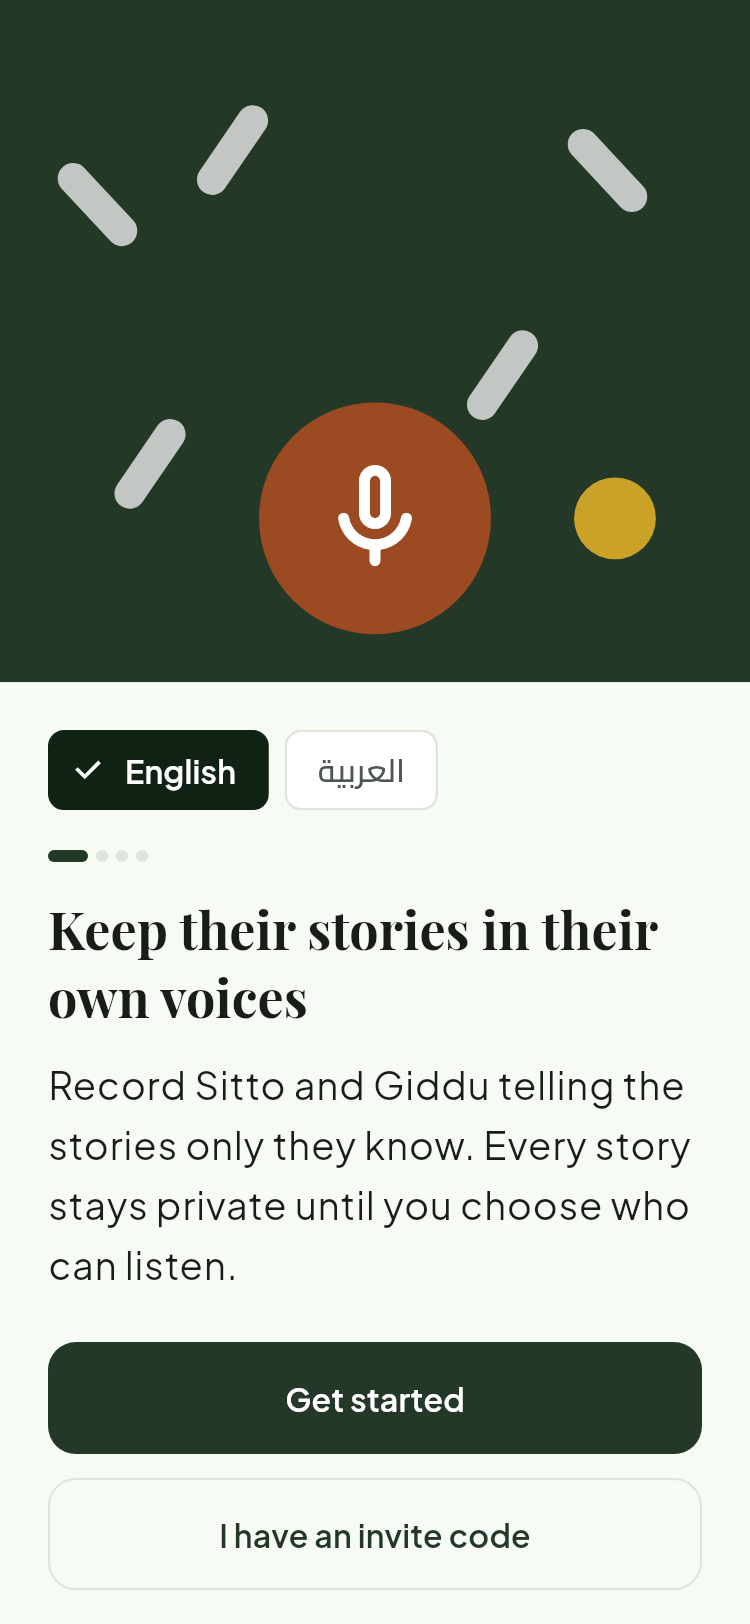 English
العربية
Keep their stories in their
own voices
Record Sitto and Giddu telling the
stories only they know. Every story
stays private until you choose who
can listen.
Get started
I have an invite code